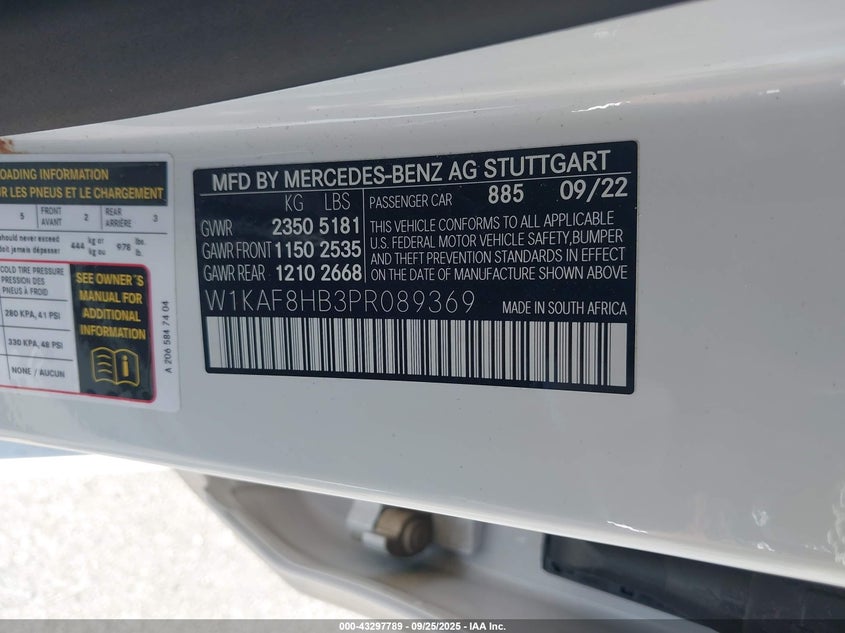 OADING INFORMATION
UR LES PNEUS ET LE CHARGEMENT
5 FRONT AVANT 2 REAR ARRIÈRE 3
should never exceed
doit jamais dépasser 444 kg or kg ou 978 lbs. lb.
COLD TIRE PRESSURE
PRESSION DES
PNEUS À FROID
280 KPA, 41 PSI
330 KPA, 48 PSI
NONE / AUCUN
SEE OWNER'S
MANUAL FOR
ADDITIONAL
INFORMATION
A 206 584 74 04
MFD BY MERCEDES-BENZ AG STUTTGART
KG LBS
GVWR 2350 5181
GAWR FRONT 1150 2535
GAWR REAR 1210 2668
PASSENGER CAR 885 09/22
THIS VEHICLE CONFORMS TO ALL APPLICABLE
U.S. FEDERAL MOTOR VEHICLE SAFETY,BUMPER
AND THEFT PREVENTION STANDARDS IN EFFECT
ON THE DATE OF MANUFACTURE SHOWN ABOVE
W1KAF8HB3PR089369 MADE IN SOUTH AFRICA
000-43297789 - 09/25/2025 - IAA Inc.